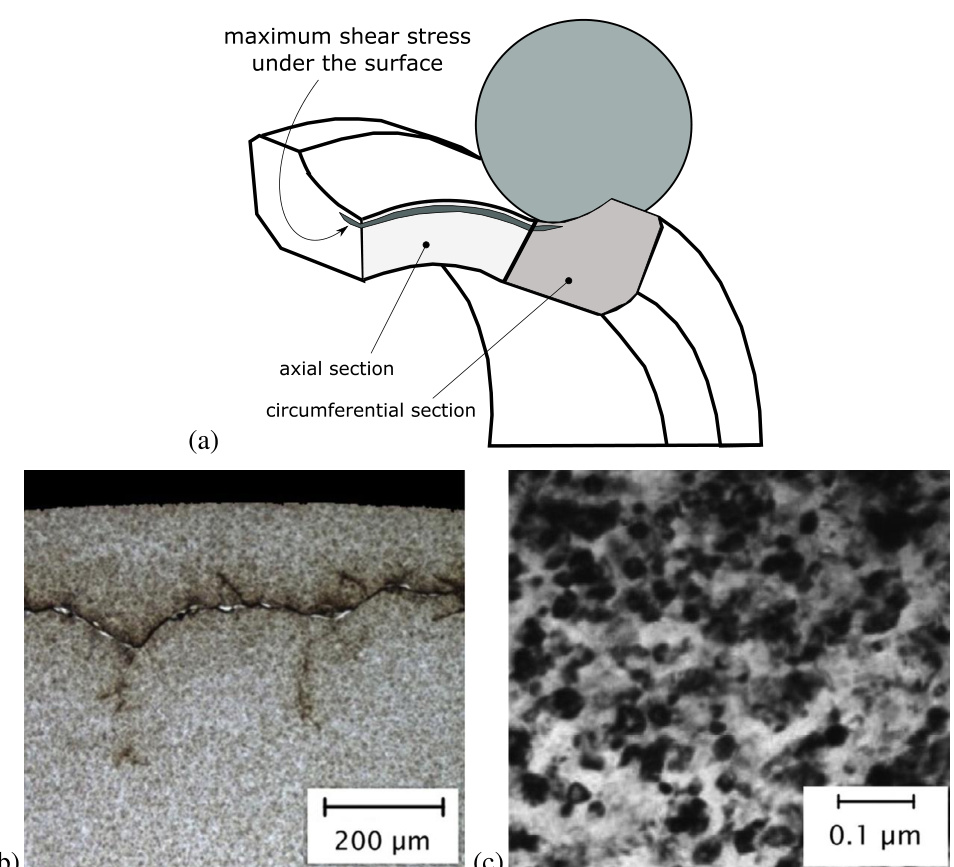 maximum shear stress
under the surface
axial section
circumferential section
(a)
200 µm
0.1 µm
b)
(c)